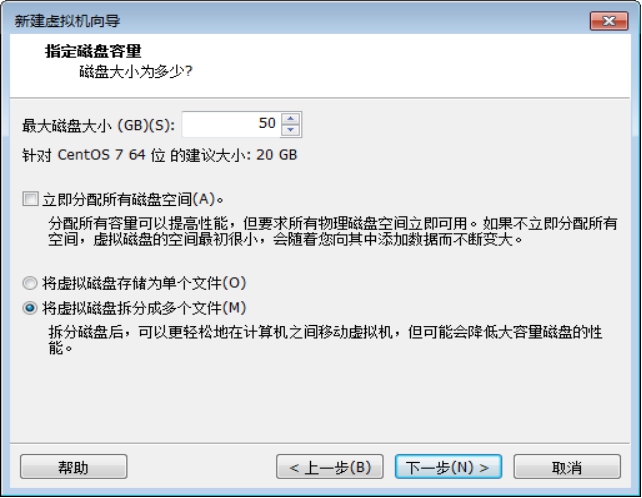 新建虚拟机向导
指定磁盘容量
磁盘大小为多少?
最大磁盘大小 (GB)(S): 50
针对 CentOS 7 64 位 的建议大小: 20 GB
立即分配所有磁盘空间(A)。
分配所有容量可以提高性能，但要求所有物理磁盘空间立即可用。如果不立即分配所有
空间，虚拟磁盘的空间最初很小，会随着您向其中添加数据而不断变大。
将虚拟磁盘存储为单个文件(O)
将虚拟磁盘拆分成多个文件(M)
拆分磁盘后，可以更轻松地在计算机之间移动虚拟机，但可能会降低大容量磁盘的性
能。
帮助 < 上一步(B) 下一步(N) > 取消